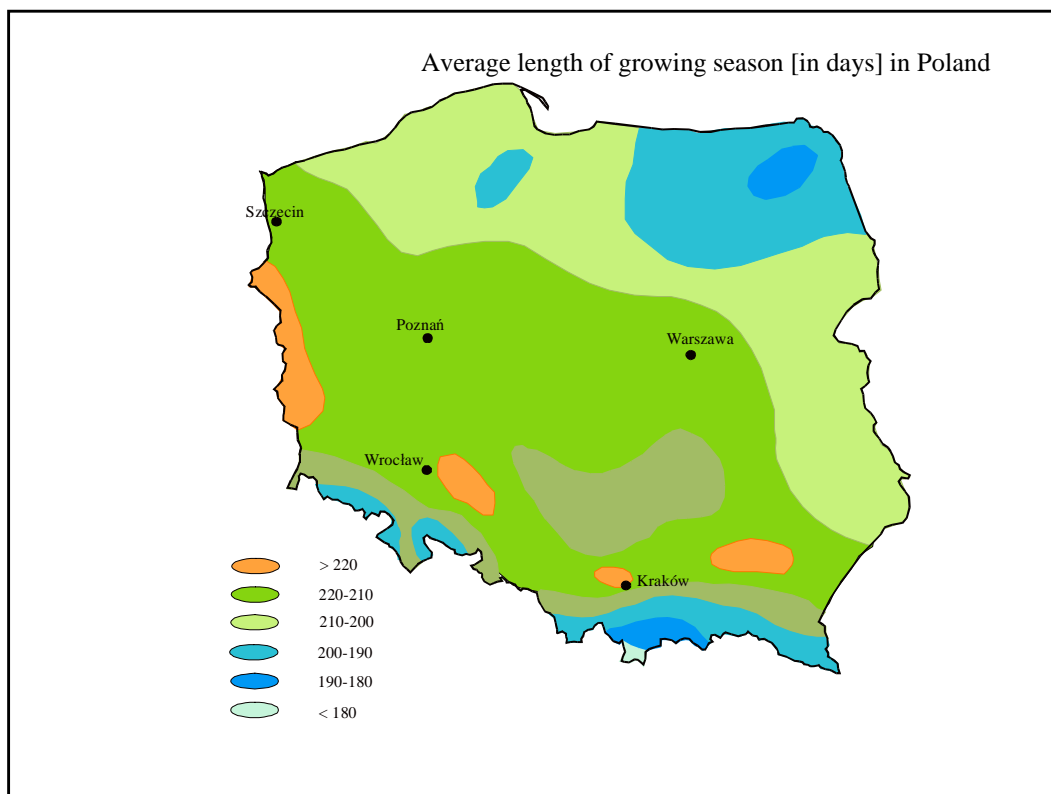 Average length of growing season [in days] in Poland
Szczecin
Poznań
Warszawa
Wrocław
Kraków
> 220
220-210
210-200
200-190
190-180
< 180